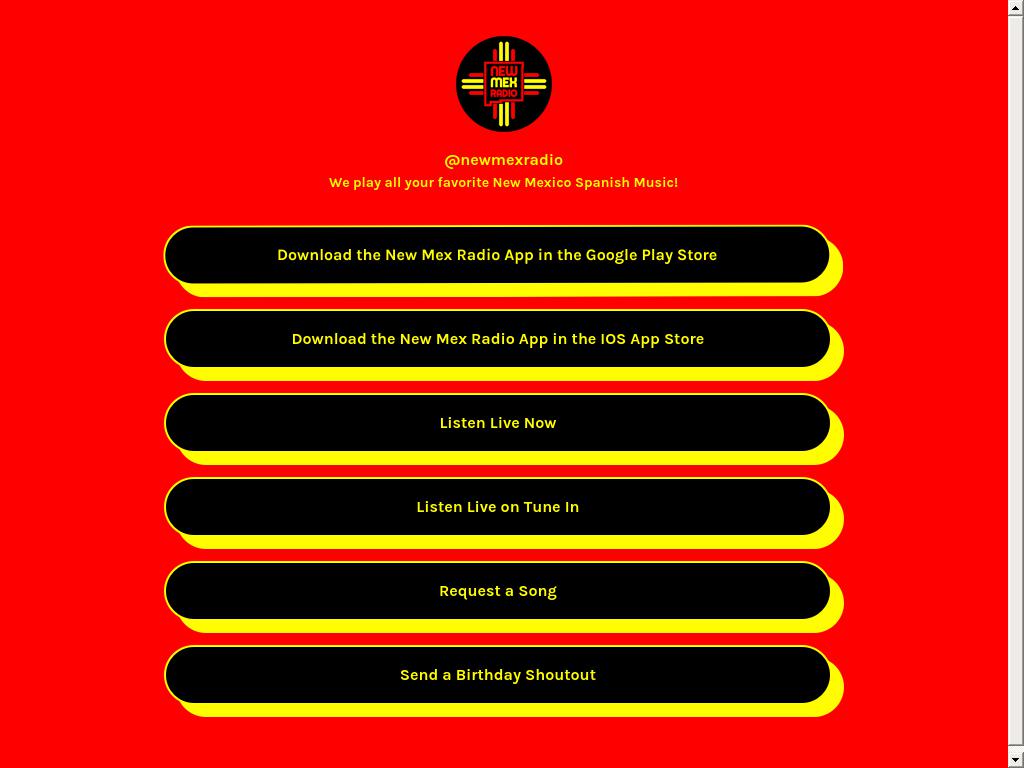 NEW
MEX
RADIO
@newmexradio
We play all your favorite New Mexico Spanish Music!
Download the New Mex Radio App in the Google Play Store
Download the New Mex Radio App in the IOS App Store
Listen Live Now
Listen Live on Tune In
Request a Song
Send a Birthday Shoutout